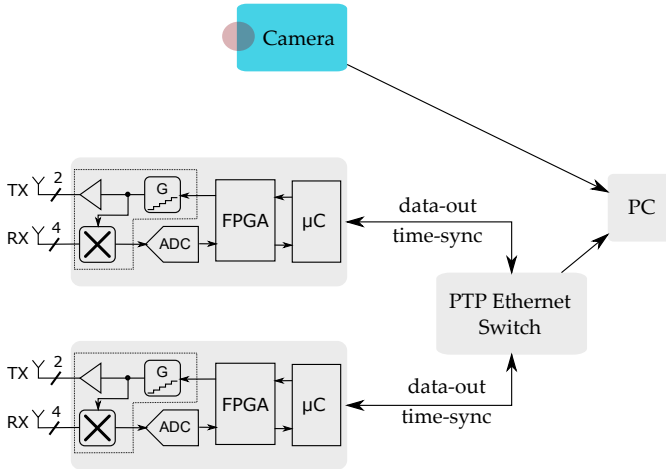 Camera
TX 2
G
RX 4
ADC
FPGA
µC
data-out
time-sync
PC
PTP Ethernet
Switch
TX 2
G
RX 4
ADC
FPGA
µC
data-out
time-sync